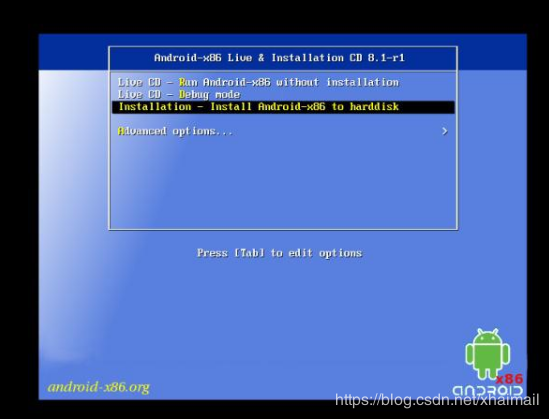 Android-x86 Live & Installation CD 8.1-r1
Live CD - Run Android-x86 without installation
Live CD - Debug mode
Installation - Install Android-x86 to harddisk
Advanced options... >
Press [Tab] to edit options
x86
android-x86.org
ANDROID
https://blog.csdn.net/xhaimail